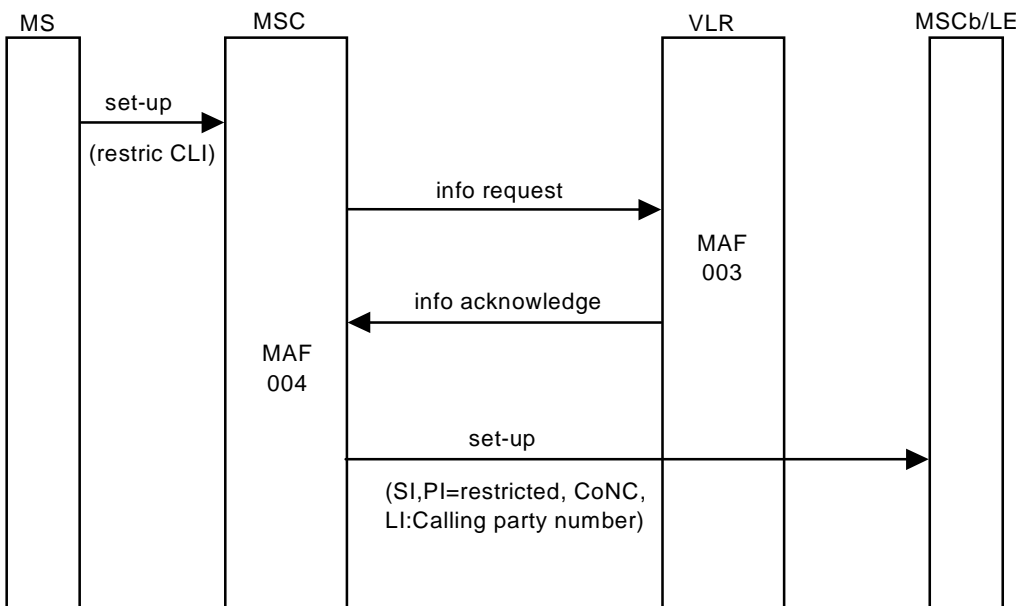 MS
MSC
VLR
MSCb/LE
set-up
(restric CLI)
info request
MAF
003
info acknowledge
MAF
004
set-up
(SI,PI=restricted, CoNC,
LI:Calling party number)